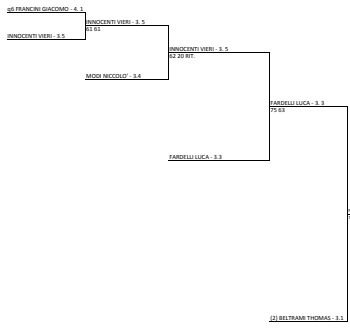 q6 FRANCINI GIACOMO - 4. 1
INNOCENTI VIERI - 3. 5
INNOCENTI VIERI - 3.5
61 61
INNOCENTI VIERI - 3. 5
62 20 RIT.
MODI NICCOLO' - 3.4
FARDELLI LUCA - 3. 3
75 63
FARDELLI LUCA - 3.3
(2) BELTRAMI THOMAS - 3.1